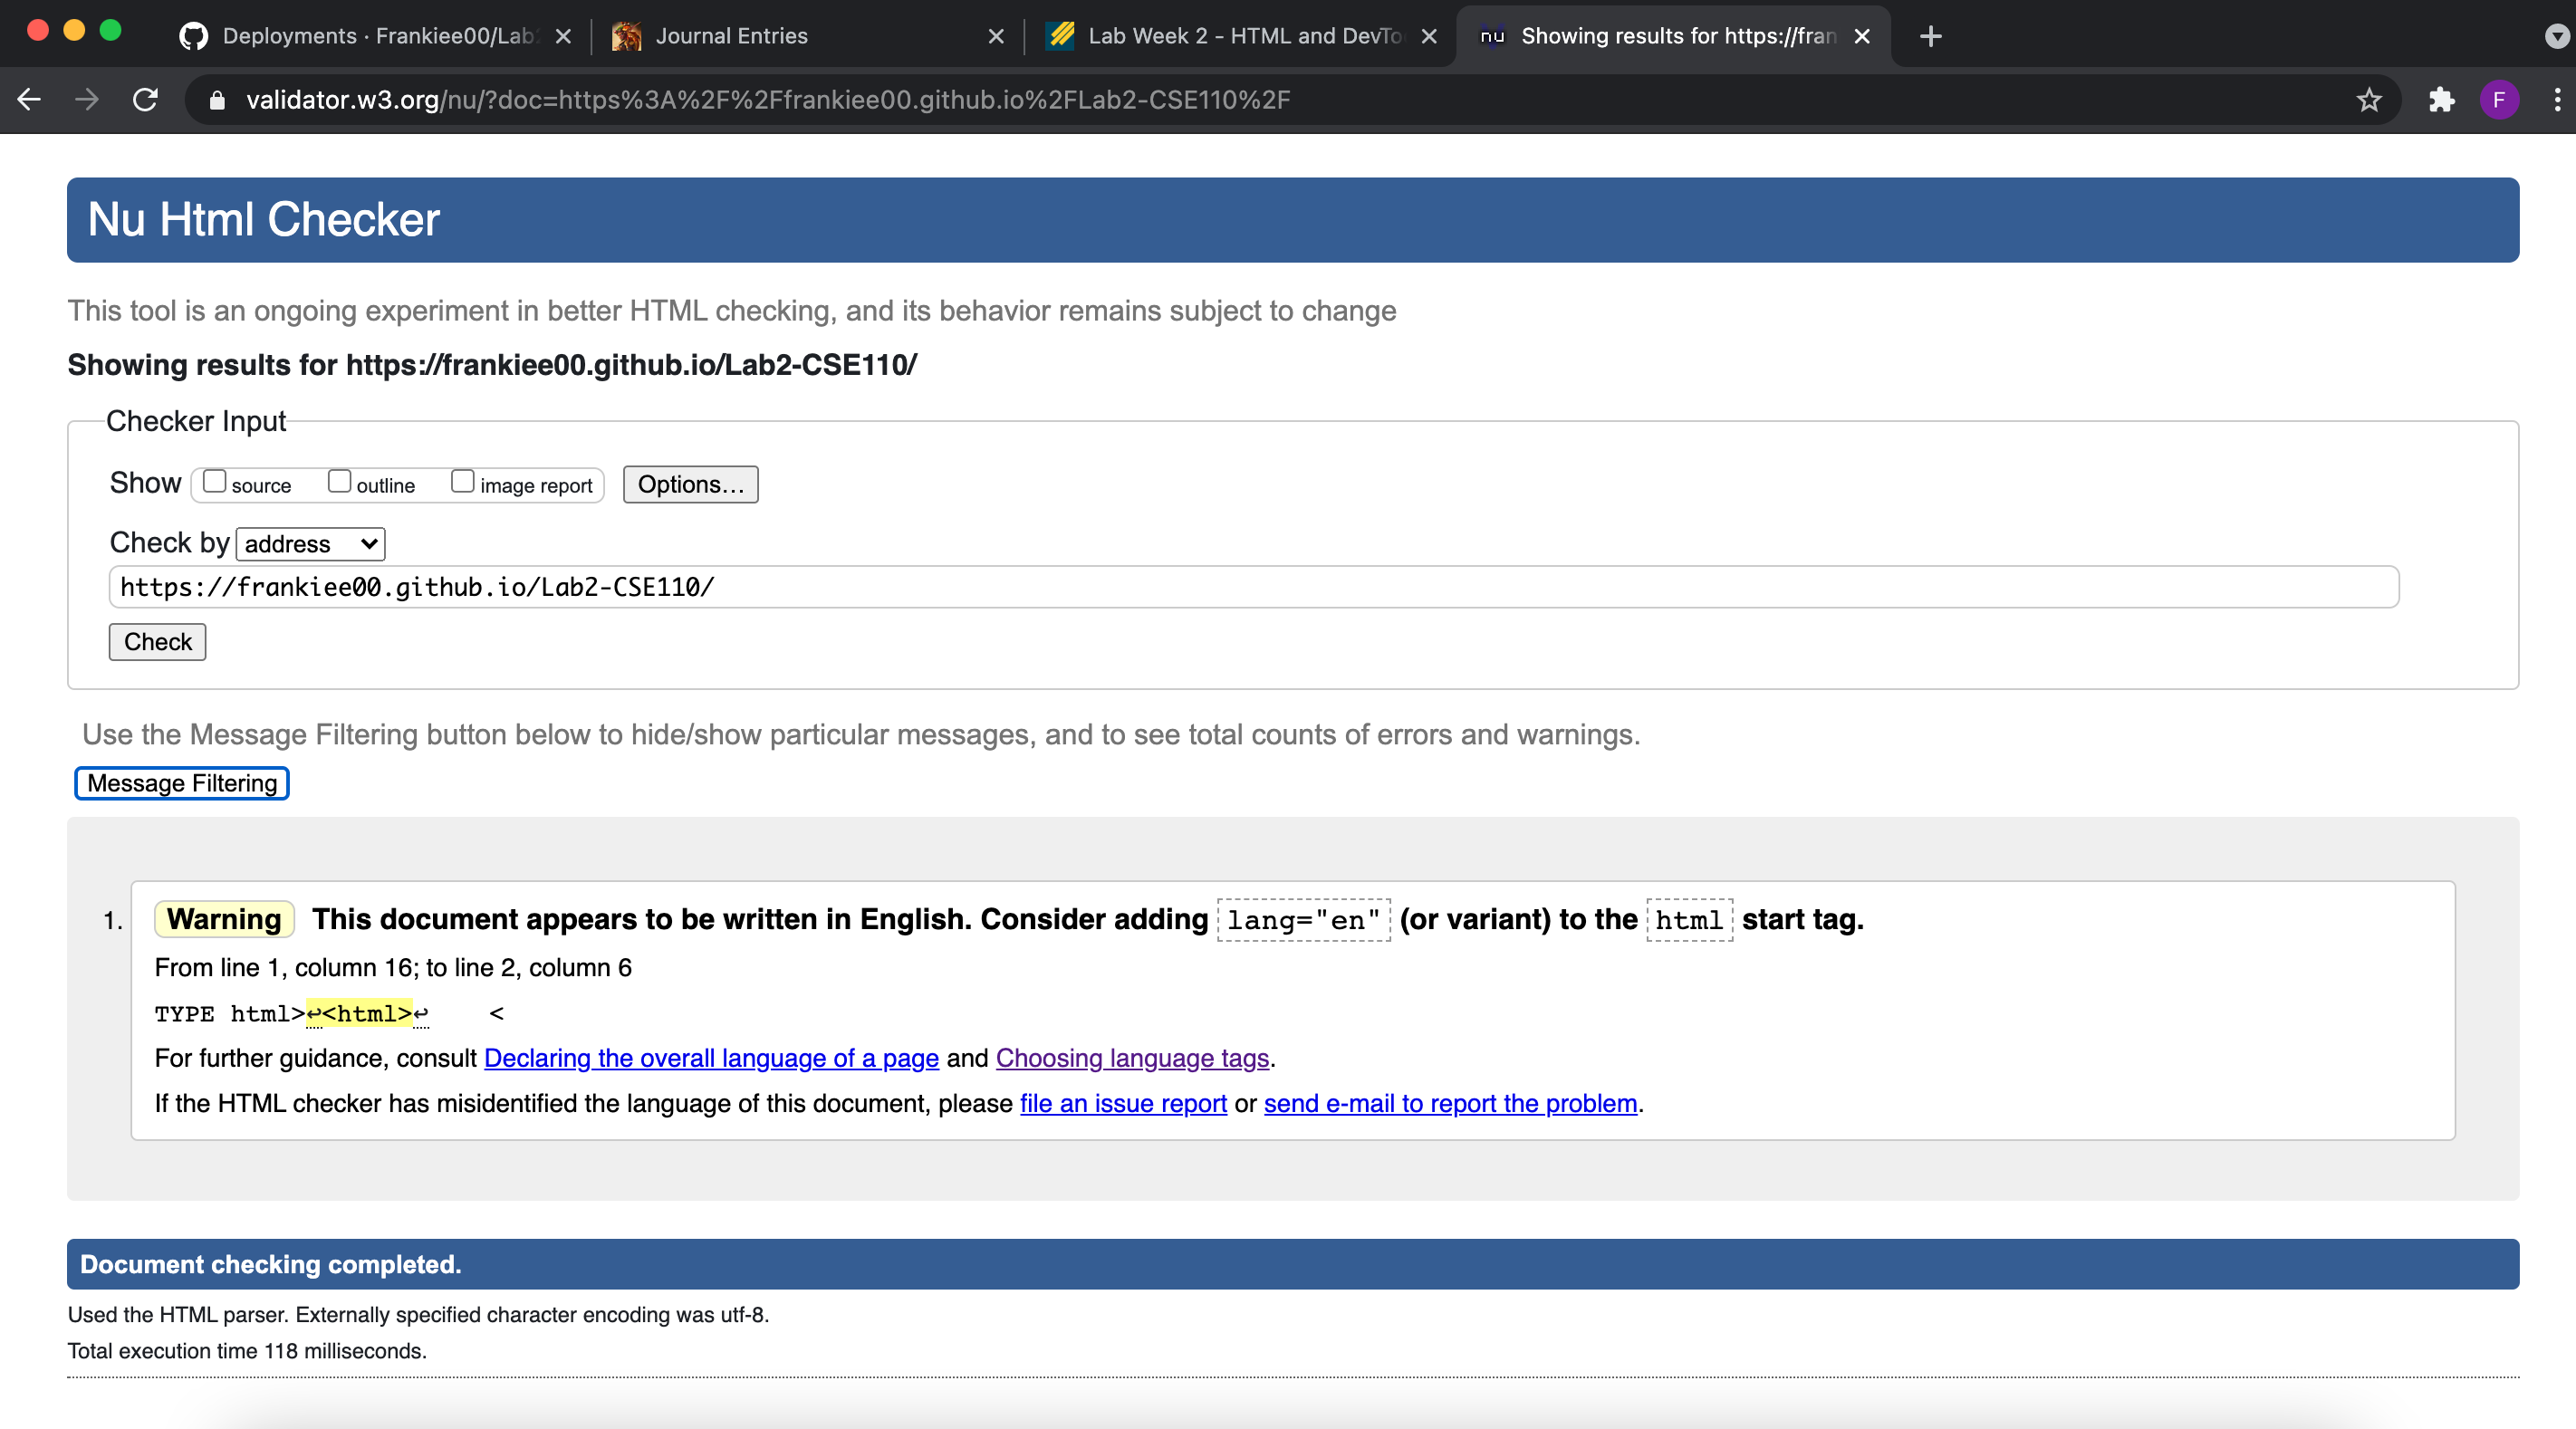 Deployments · Frankiee00/Lab2
Journal Entries
Lab Week 2 - HTML and DevToo
nu Showing results for https://fran
validator.w3.org/nu/?doc=https%3A%2F%2Ffrankiee00.github.io%2FLab2-CSE110%2F
F
Nu Html Checker
This tool is an ongoing experiment in better HTML checking, and its behavior remains subject to change
Showing results for https://frankiee00.github.io/Lab2-CSE110/
Checker Input
Show source outline image report Options...
Check by address
https://frankiee00.github.io/Lab2-CSE110/
Check
Use the Message Filtering button below to hide/show particular messages, and to see total counts of errors and warnings.
Message Filtering
1. Warning This document appears to be written in English. Consider adding lang="en" (or variant) to the html start tag.
From line 1, column 16; to line 2, column 6
TYPE html>↩<html>↩    <
For further guidance, consult Declaring the overall language of a page and Choosing language tags.
If the HTML checker has misidentified the language of this document, please file an issue report or send e-mail to report the problem.
Document checking completed.
Used the HTML parser. Externally specified character encoding was utf-8.
Total execution time 118 milliseconds.